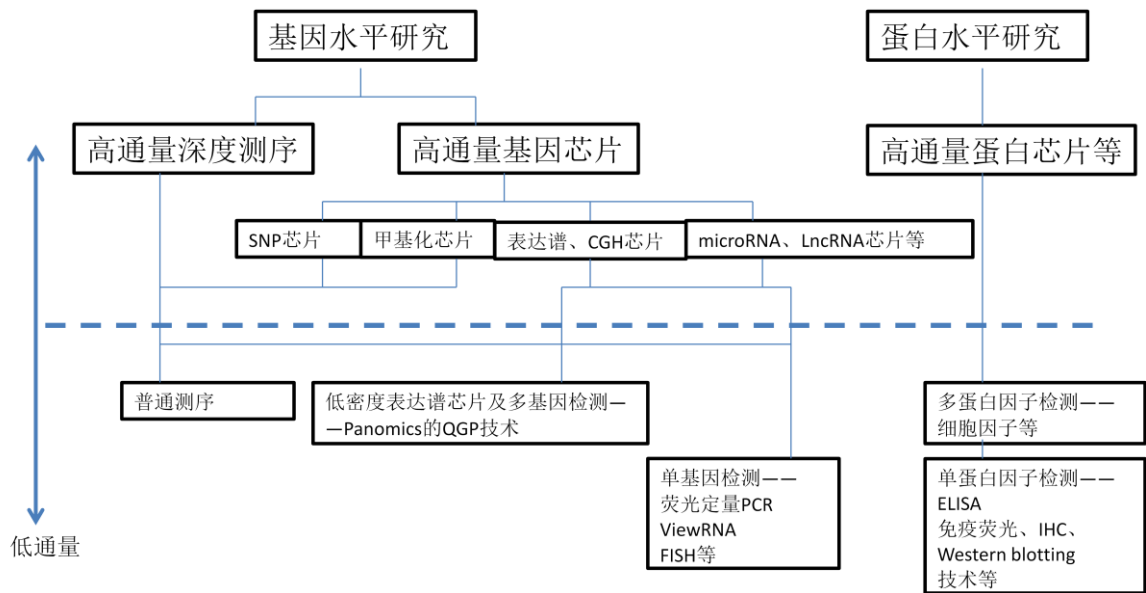 基因水平研究
蛋白水平研究
高通量深度测序
高通量基因芯片
高通量蛋白芯片等
SNP芯片
甲基化芯片
表达谱、CGH芯片
microRNA、LncRNA芯片等
普通测序
低密度表达谱芯片及多基因检测—
—Panomics的QGP技术
多蛋白因子检测——
细胞因子等
单基因检测——
荧光定量PCR
ViewRNA
FISH等
单蛋白因子检测——
ELISA
免疫荧光、IHC、
Western blotting
技术等
低通量